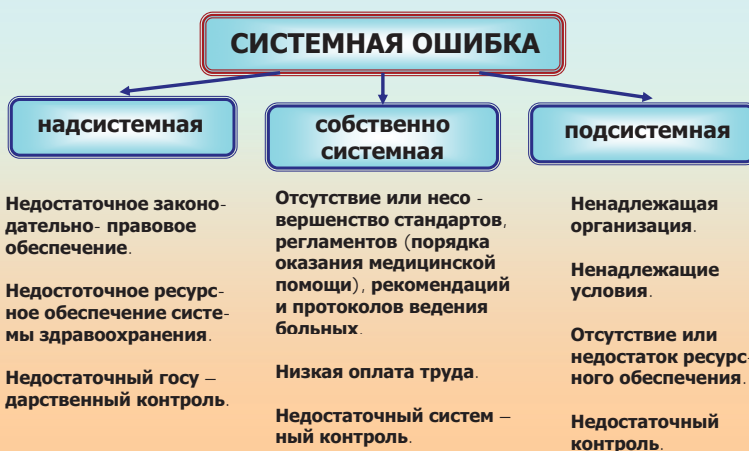 СИСТЕМНАЯ ОШИБКА
надсистемная
Недостаточное законо-
дательно- правовое
обеспечение.
Недостоточное ресурс-
ное обеспечение систе-
мы здравоохранения.
Недостаточный госу –
дарственный контроль.
собственно
системная
Отсутствие или несо -
вершенство стандартов,
регламентов (порядка
оказания медицинской
помощи), рекомендаций
и протоколов ведения
больных.
Низкая оплата труда.
Недостаточный систем –
ный контроль.
подсистемная
Ненадлежащая
организация.
Ненадлежащие
условия.
Отсутствие или
недостаток ресурс-
ного обеспечения.
Недостаточный
контроль.